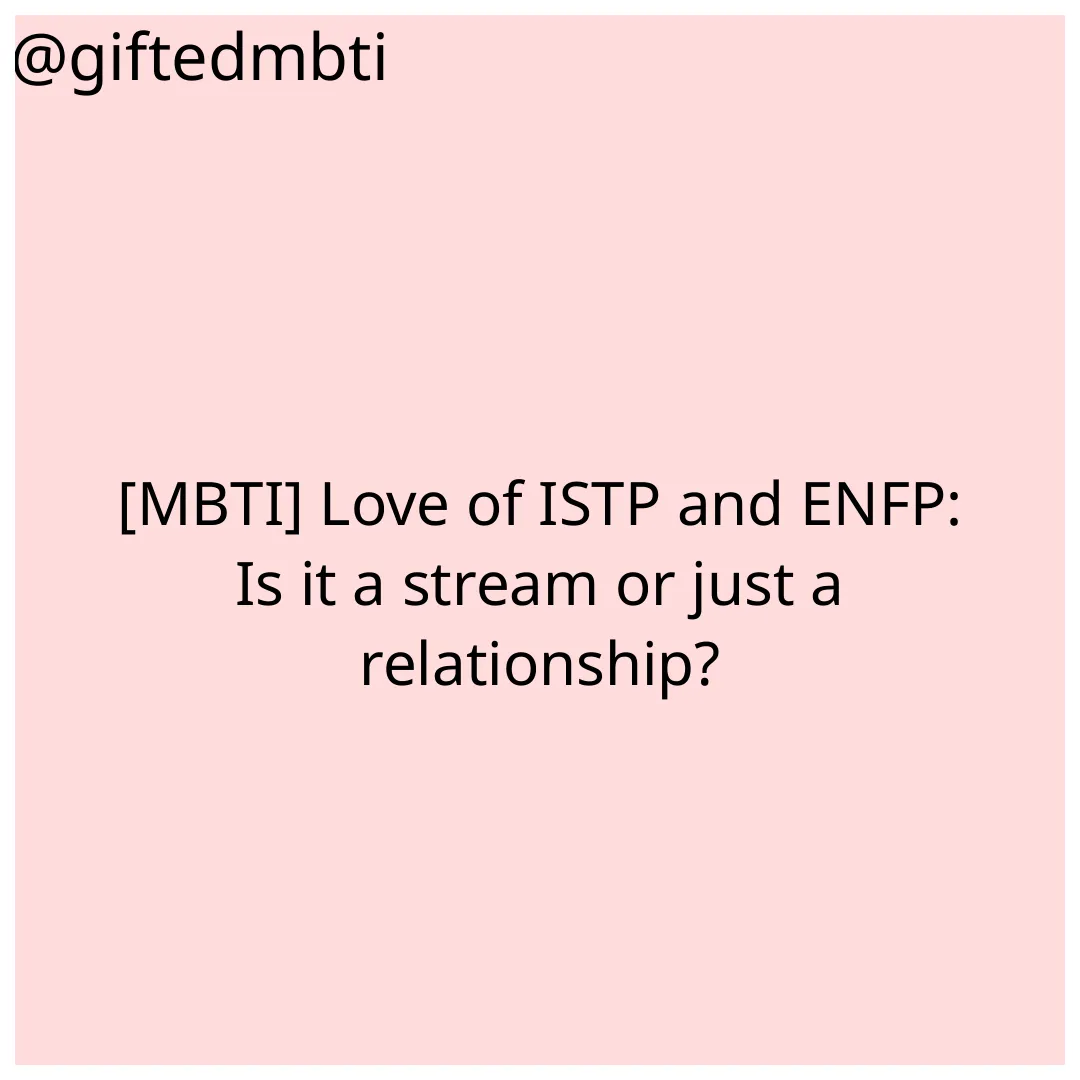 @giftedmbti
[MBTI] Love of ISTP and ENFP:
Is it a stream or just a
relationship?